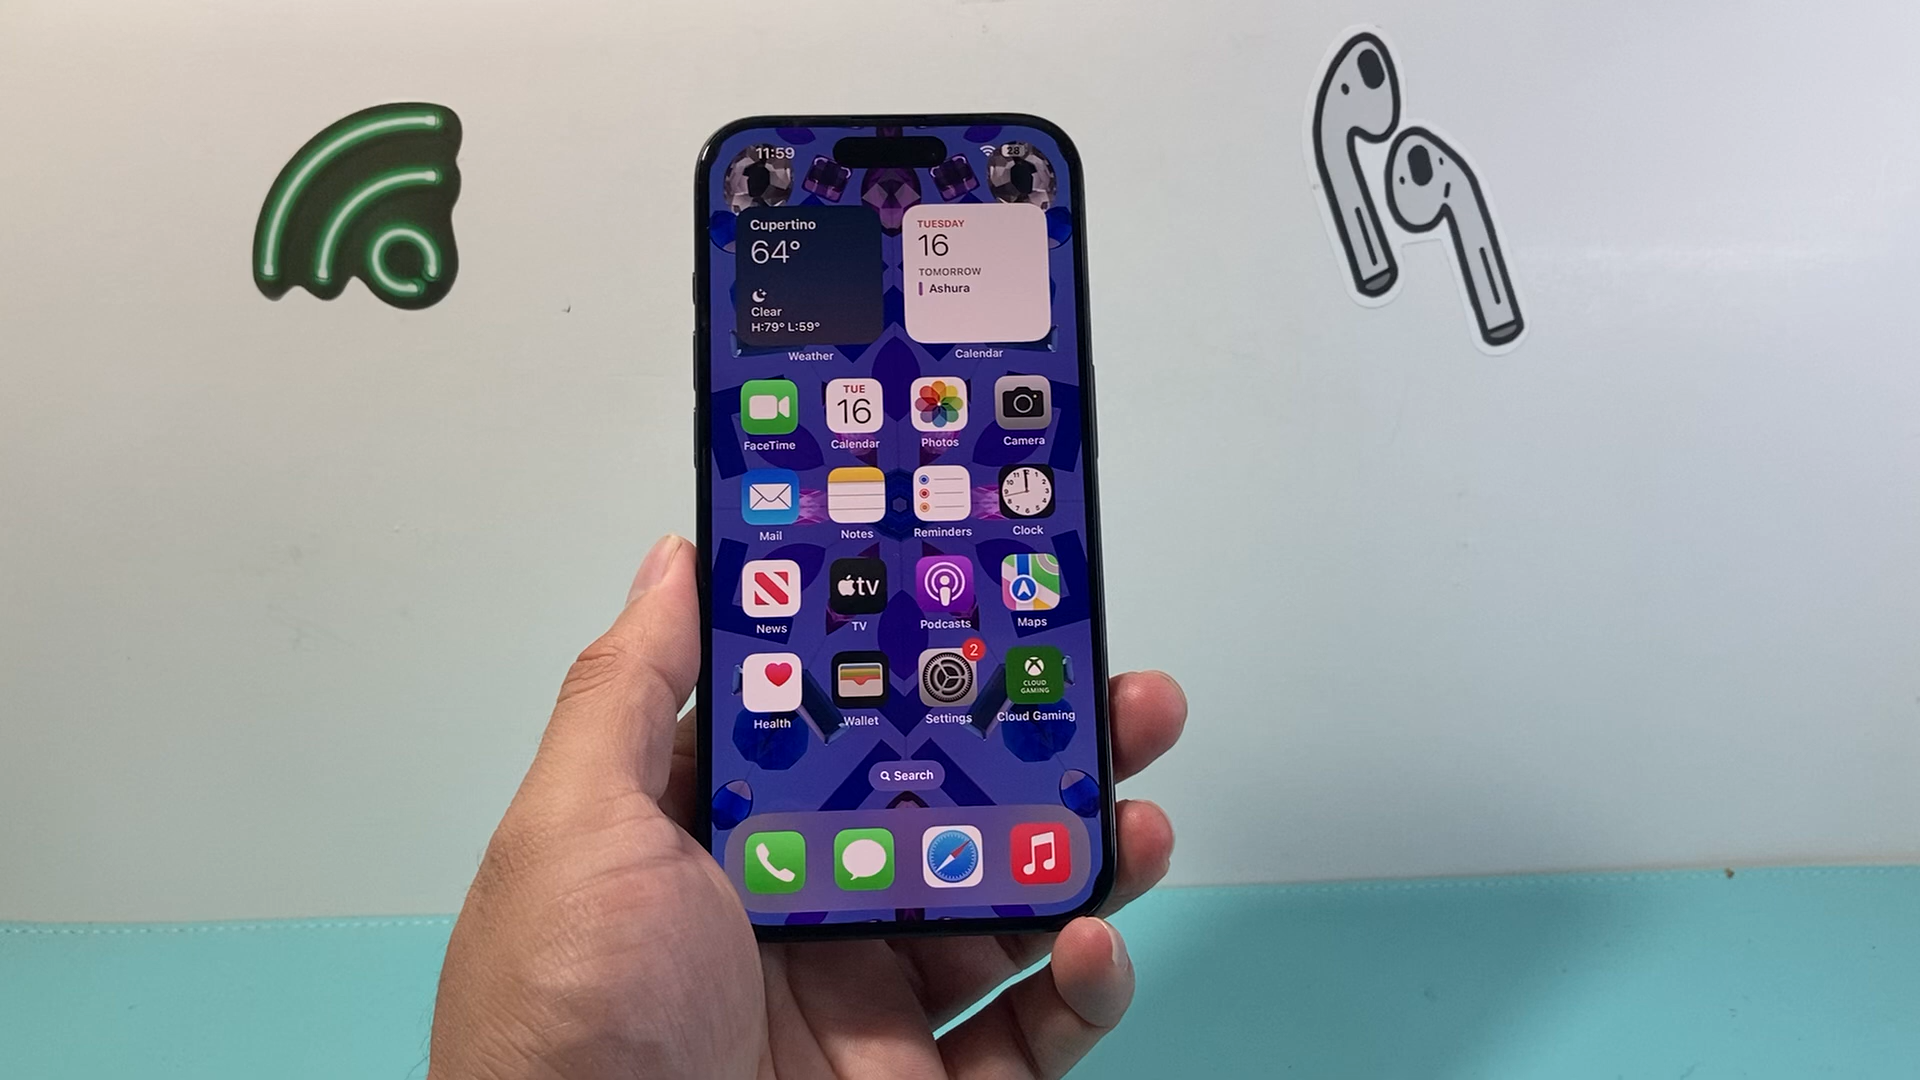 11:59
28
Cupertino
64°
Clear
H:79° L:59°
Weather
TUESDAY
16
TOMORROW
Ashura
Calendar
FaceTime
TUE
16
Calendar
Photos
Camera
Mail
Notes
Reminders
Clock
News
tv
TV
Podcasts
Maps
Health
Wallet
2
Settings
CLOUD
GAMING
Cloud Gaming
Search